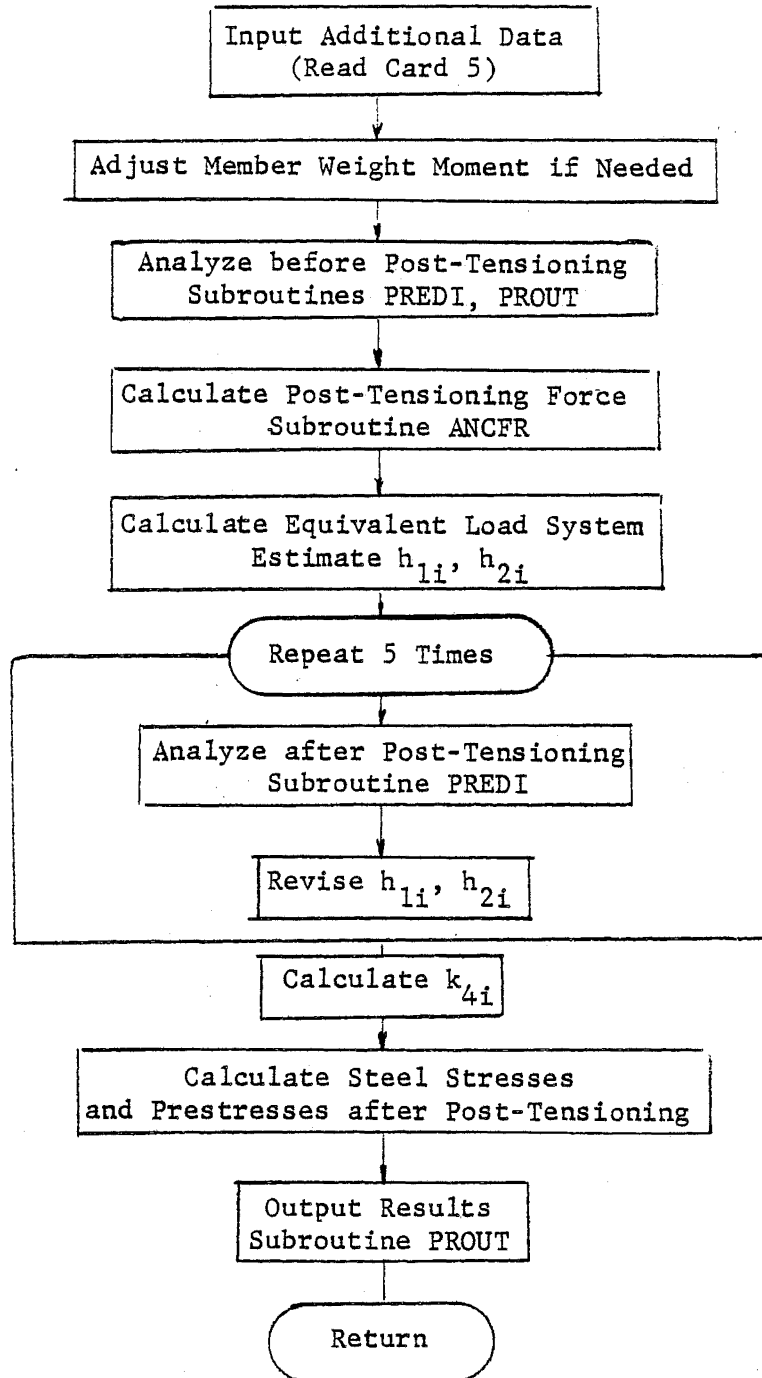 Input Additional Data
(Read Card 5)
Adjust Member Weight Moment if Needed
Analyze before Post-Tensioning
Subroutines PREDI, PROUT
Calculate Post-Tensioning Force
Subroutine ANCFR
Calculate Equivalent Load System
Estimate h1i, h2i
Repeat 5 Times
Analyze after Post-Tensioning
Subroutine PREDI
Revise h1i, h2i
Calculate k4i
Calculate Steel Stresses
and Prestresses after Post-Tensioning
Output Results
Subroutine PROUT
Return